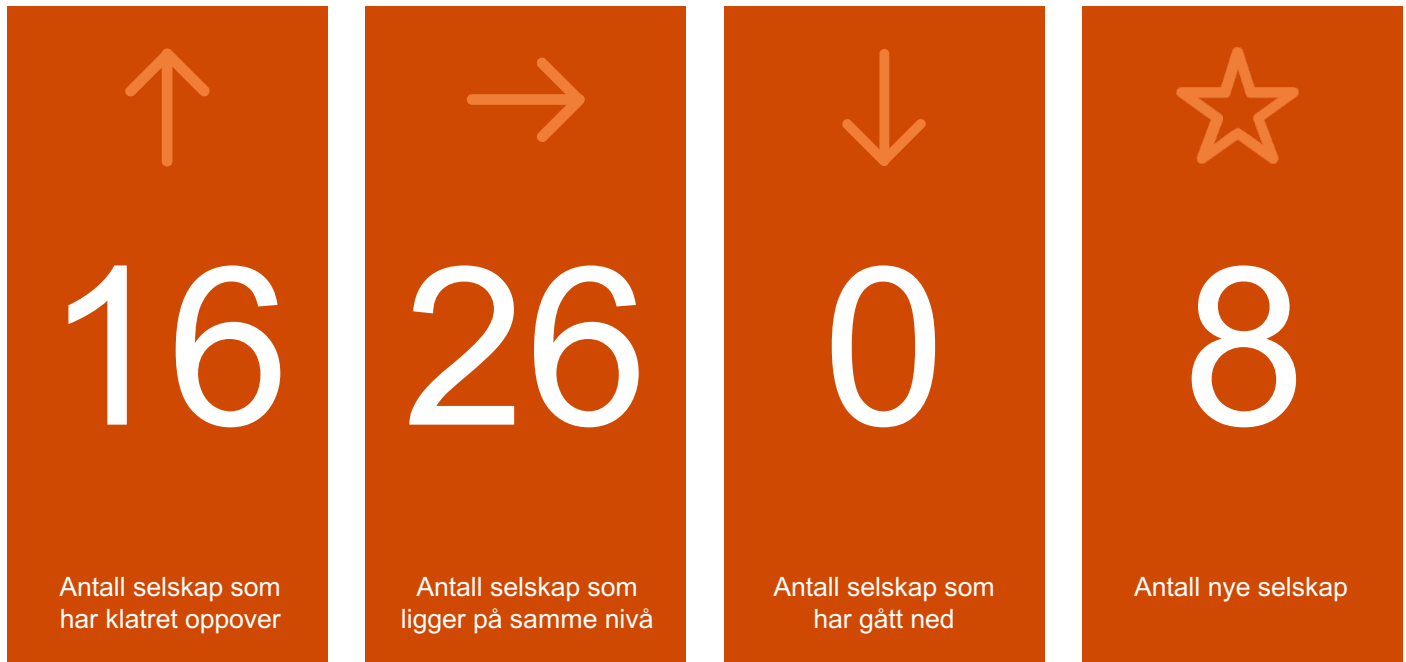 16
Antall selskap som
har klatret oppover
26
Antall selskap som
ligger på samme nivå
0
Antall selskap som
har gått ned
8
Antall nye selskap